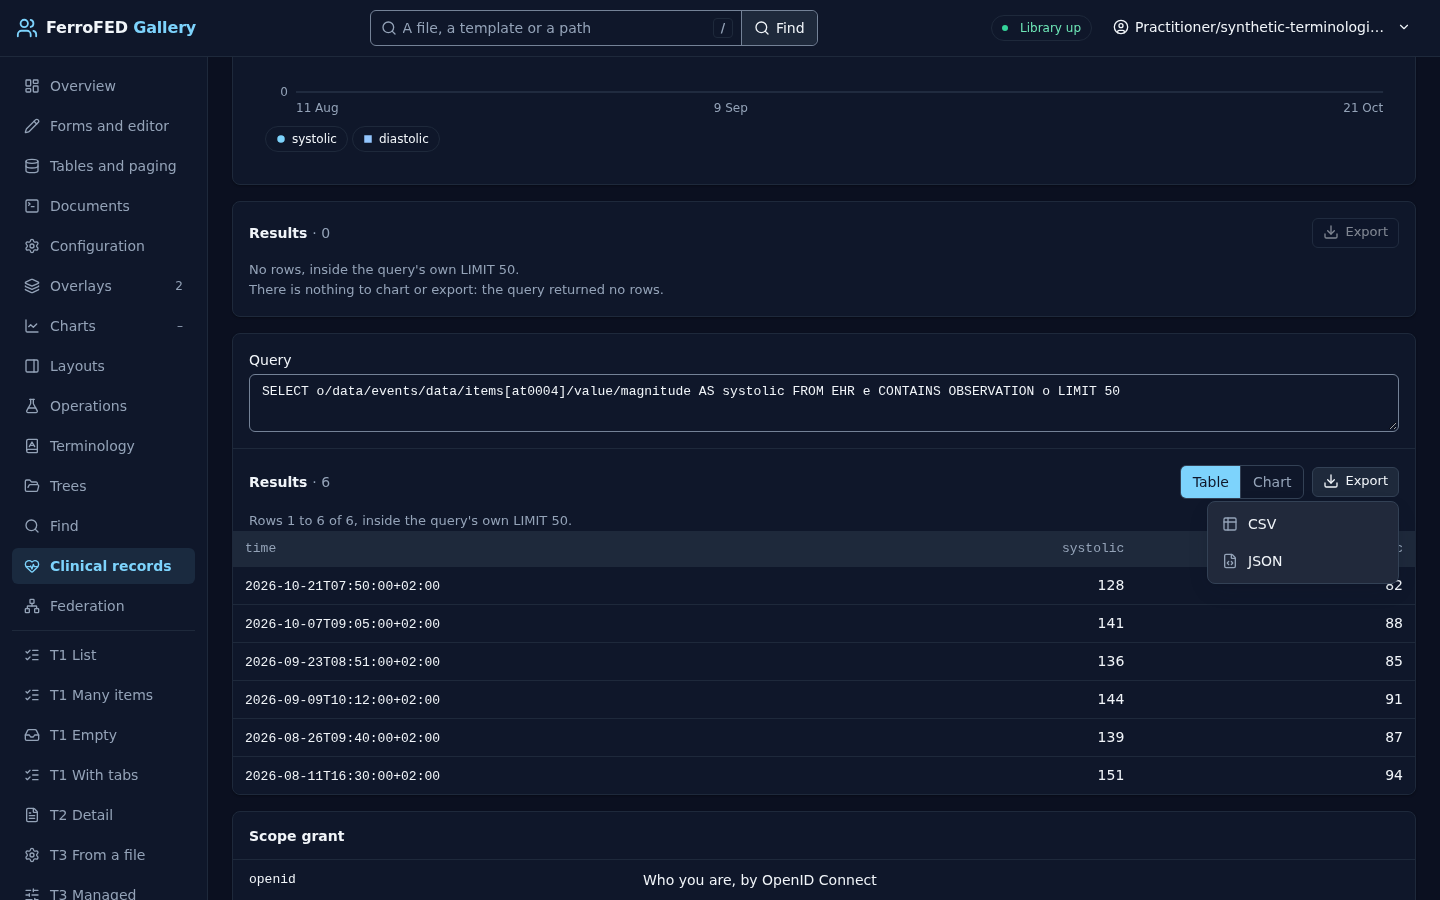 FerroFED Gallery
A file, a template or a path
/
Find
Library up
Practitioner/synthetic-terminologi...
Overview
Forms and editor
Tables and paging
Documents
Configuration
Overlays 2
Charts –
Layouts
Operations
Terminology
Trees
Find
Clinical records
Federation
T1 List
T1 Many items
T1 Empty
T1 With tabs
T2 Detail
T3 From a file
T3 Managed
0
11 Aug 9 Sep 21 Oct
systolic diastolic
Results · 0
Export
No rows, inside the query's own LIMIT 50.
There is nothing to chart or export: the query returned no rows.
Query
SELECT o/data/events/data/items[at0004]/value/magnitude AS systolic FROM EHR e CONTAINS OBSERVATION o LIMIT 50
Results · 6
Table Chart Export
Rows 1 to 6 of 6, inside the query's own LIMIT 50.
CSV
JSON
time systolic c
2026-10-21T07:50:00+02:00 128 82
2026-10-07T09:05:00+02:00 141 88
2026-09-23T08:51:00+02:00 136 85
2026-09-09T10:12:00+02:00 144 91
2026-08-26T09:40:00+02:00 139 87
2026-08-11T16:30:00+02:00 151 94
Scope grant
openid Who you are, by OpenID Connect